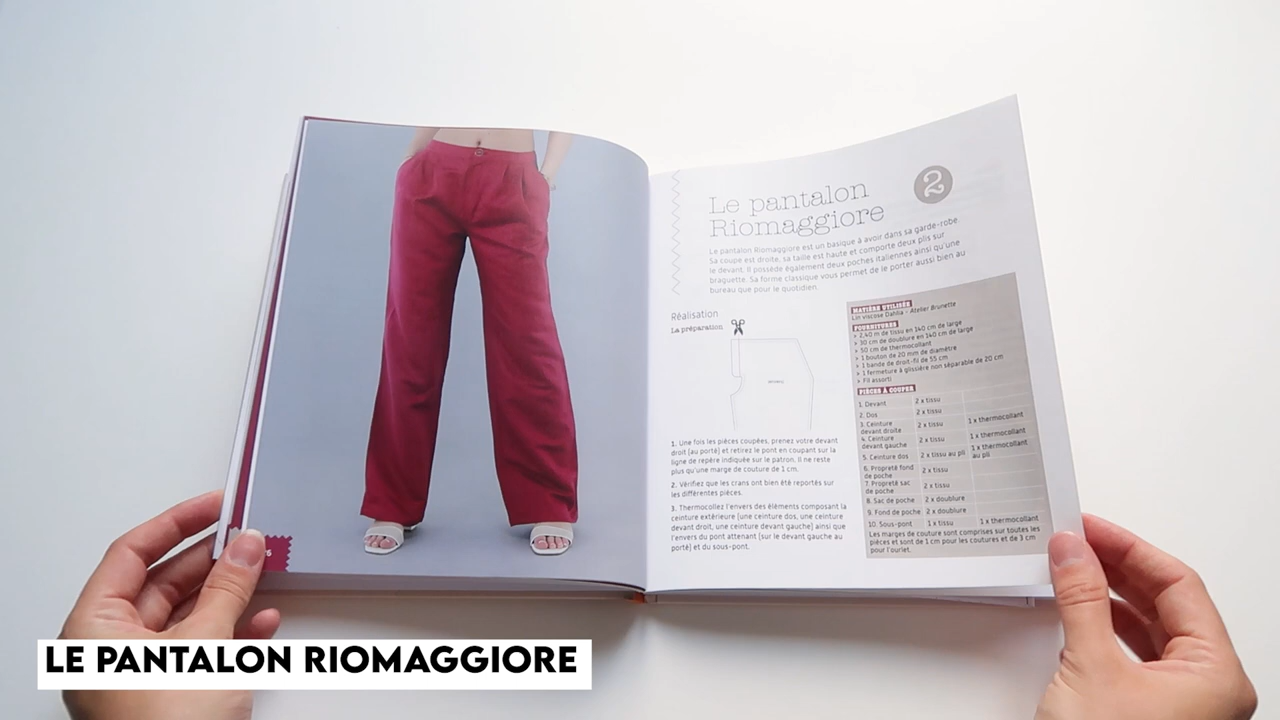 Le pantalon
Riomaggiore
2
Le pantalon Riomaggiore est un basique à avoir dans sa garde-robe.
Sa coupe est droite, sa taille est haute et comporte deux plis sur
le devant. Il possède également deux poches italiennes ainsi qu'une
braguette. Sa forme classique vous permet de le porter aussi bien au
bureau que pour le quotidien.
Réalisation
La préparation
1. Une fois les pièces coupées, prenez votre devant
droit (au porté) et retirez le pont en coupant sur la
ligne de repère indiquée sur le patron. Il ne reste
plus qu'une marge de couture de 1 cm.
2. Vérifiez que les crans ont bien été reportés sur
les différentes pièces.
3. Thermocollez l'envers des éléments composant la
ceinture extérieure (une ceinture dos, une ceinture
devant droit, une ceinture devant gauche) ainsi que
l'envers du pont attenant (sur le devant gauche au
porté) et du sous-pont.
MATIÈRE UTILISÉE
Lin viscose Dahlia - Atelier Brunette
FOURNITURES
> 2,40 m de tissu en 140 cm de large
> 30 cm de doublure en 140 cm de large
> 50 cm de thermocollant
> 1 bouton de 20 mm de diamètre
> 1 bande de droit-fil de 55 cm
> 1 fermeture à glissière non séparable de 20 cm
> Fil assorti
PIÈCES À COUPER
1. Devant 2 x tissu
2. Dos 2 x tissu
3. Ceinture
devant droite 2 x tissu 1 x thermocollant
4. Ceinture
devant gauche 2 x tissu 1 x thermocollant
5. Ceinture dos 2 x tissu au pli 1 x thermocollant
au pli
6. Propreté fond
de poche 2 x tissu
7. Propreté sac
de poche 2 x tissu
8. Sac de poche 2 x doublure
9. Fond de poche 2 x doublure
10. Sous-pont 1 x tissu 1 x thermocollant
Les marges de couture sont comprises sur toutes les
pièces et sont de 1 cm pour les coutures et de 3 cm
pour l'ourlet.
LE PANTALON RIOMAGGIORE